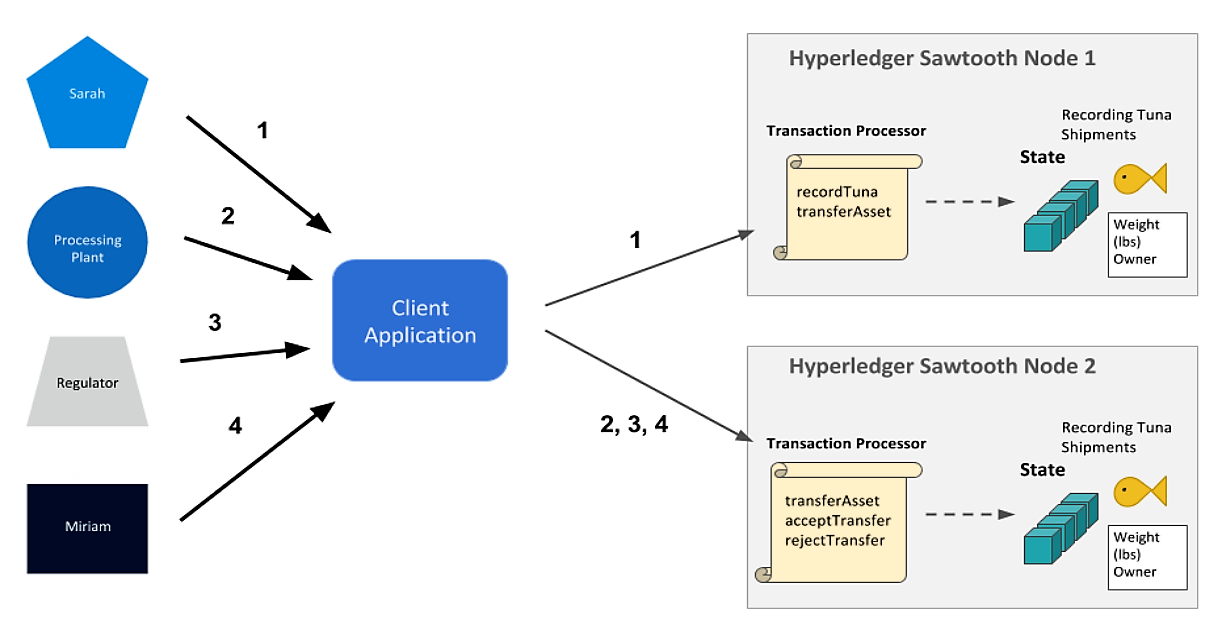 Sarah
Processing
Plant
Regulator
Miriam
1
2
3
4
Client
Application
1
2, 3, 4
Hyperledger Sawtooth Node 1
Transaction Processor
recordTuna
transferAsset
Recording Tuna
Shipments
State
Weight
(lbs)
Owner
Hyperledger Sawtooth Node 2
Transaction Processor
transferAsset
acceptTransfer
rejectTransfer
Recording Tuna
Shipments
State
Weight
(lbs)
Owner